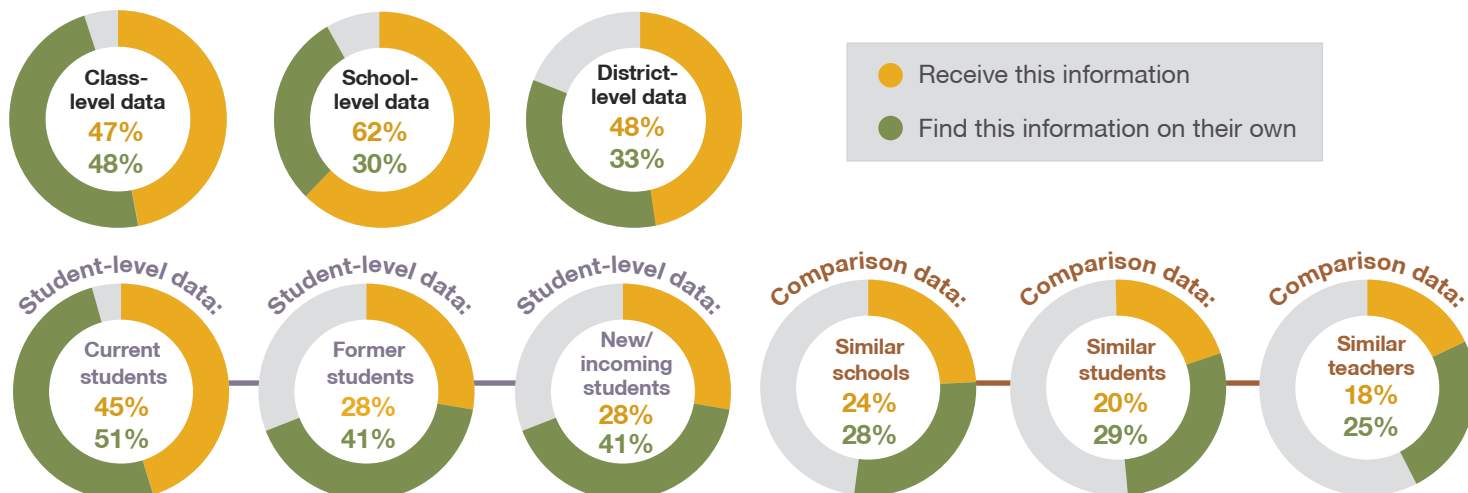 Class-
level data
47%
48%
School-
level data
62%
30%
District-
level data
48%
33%
Receive this information
Find this information on their own
Student-level data:
Current
students
45%
51%
Student-level data:
Former
students
28%
41%
Student-level data:
New/
incoming
students
28%
41%
Comparison data:
Similar
schools
24%
28%
Comparison data:
Similar
students
20%
29%
Comparison data:
Similar
teachers
18%
25%